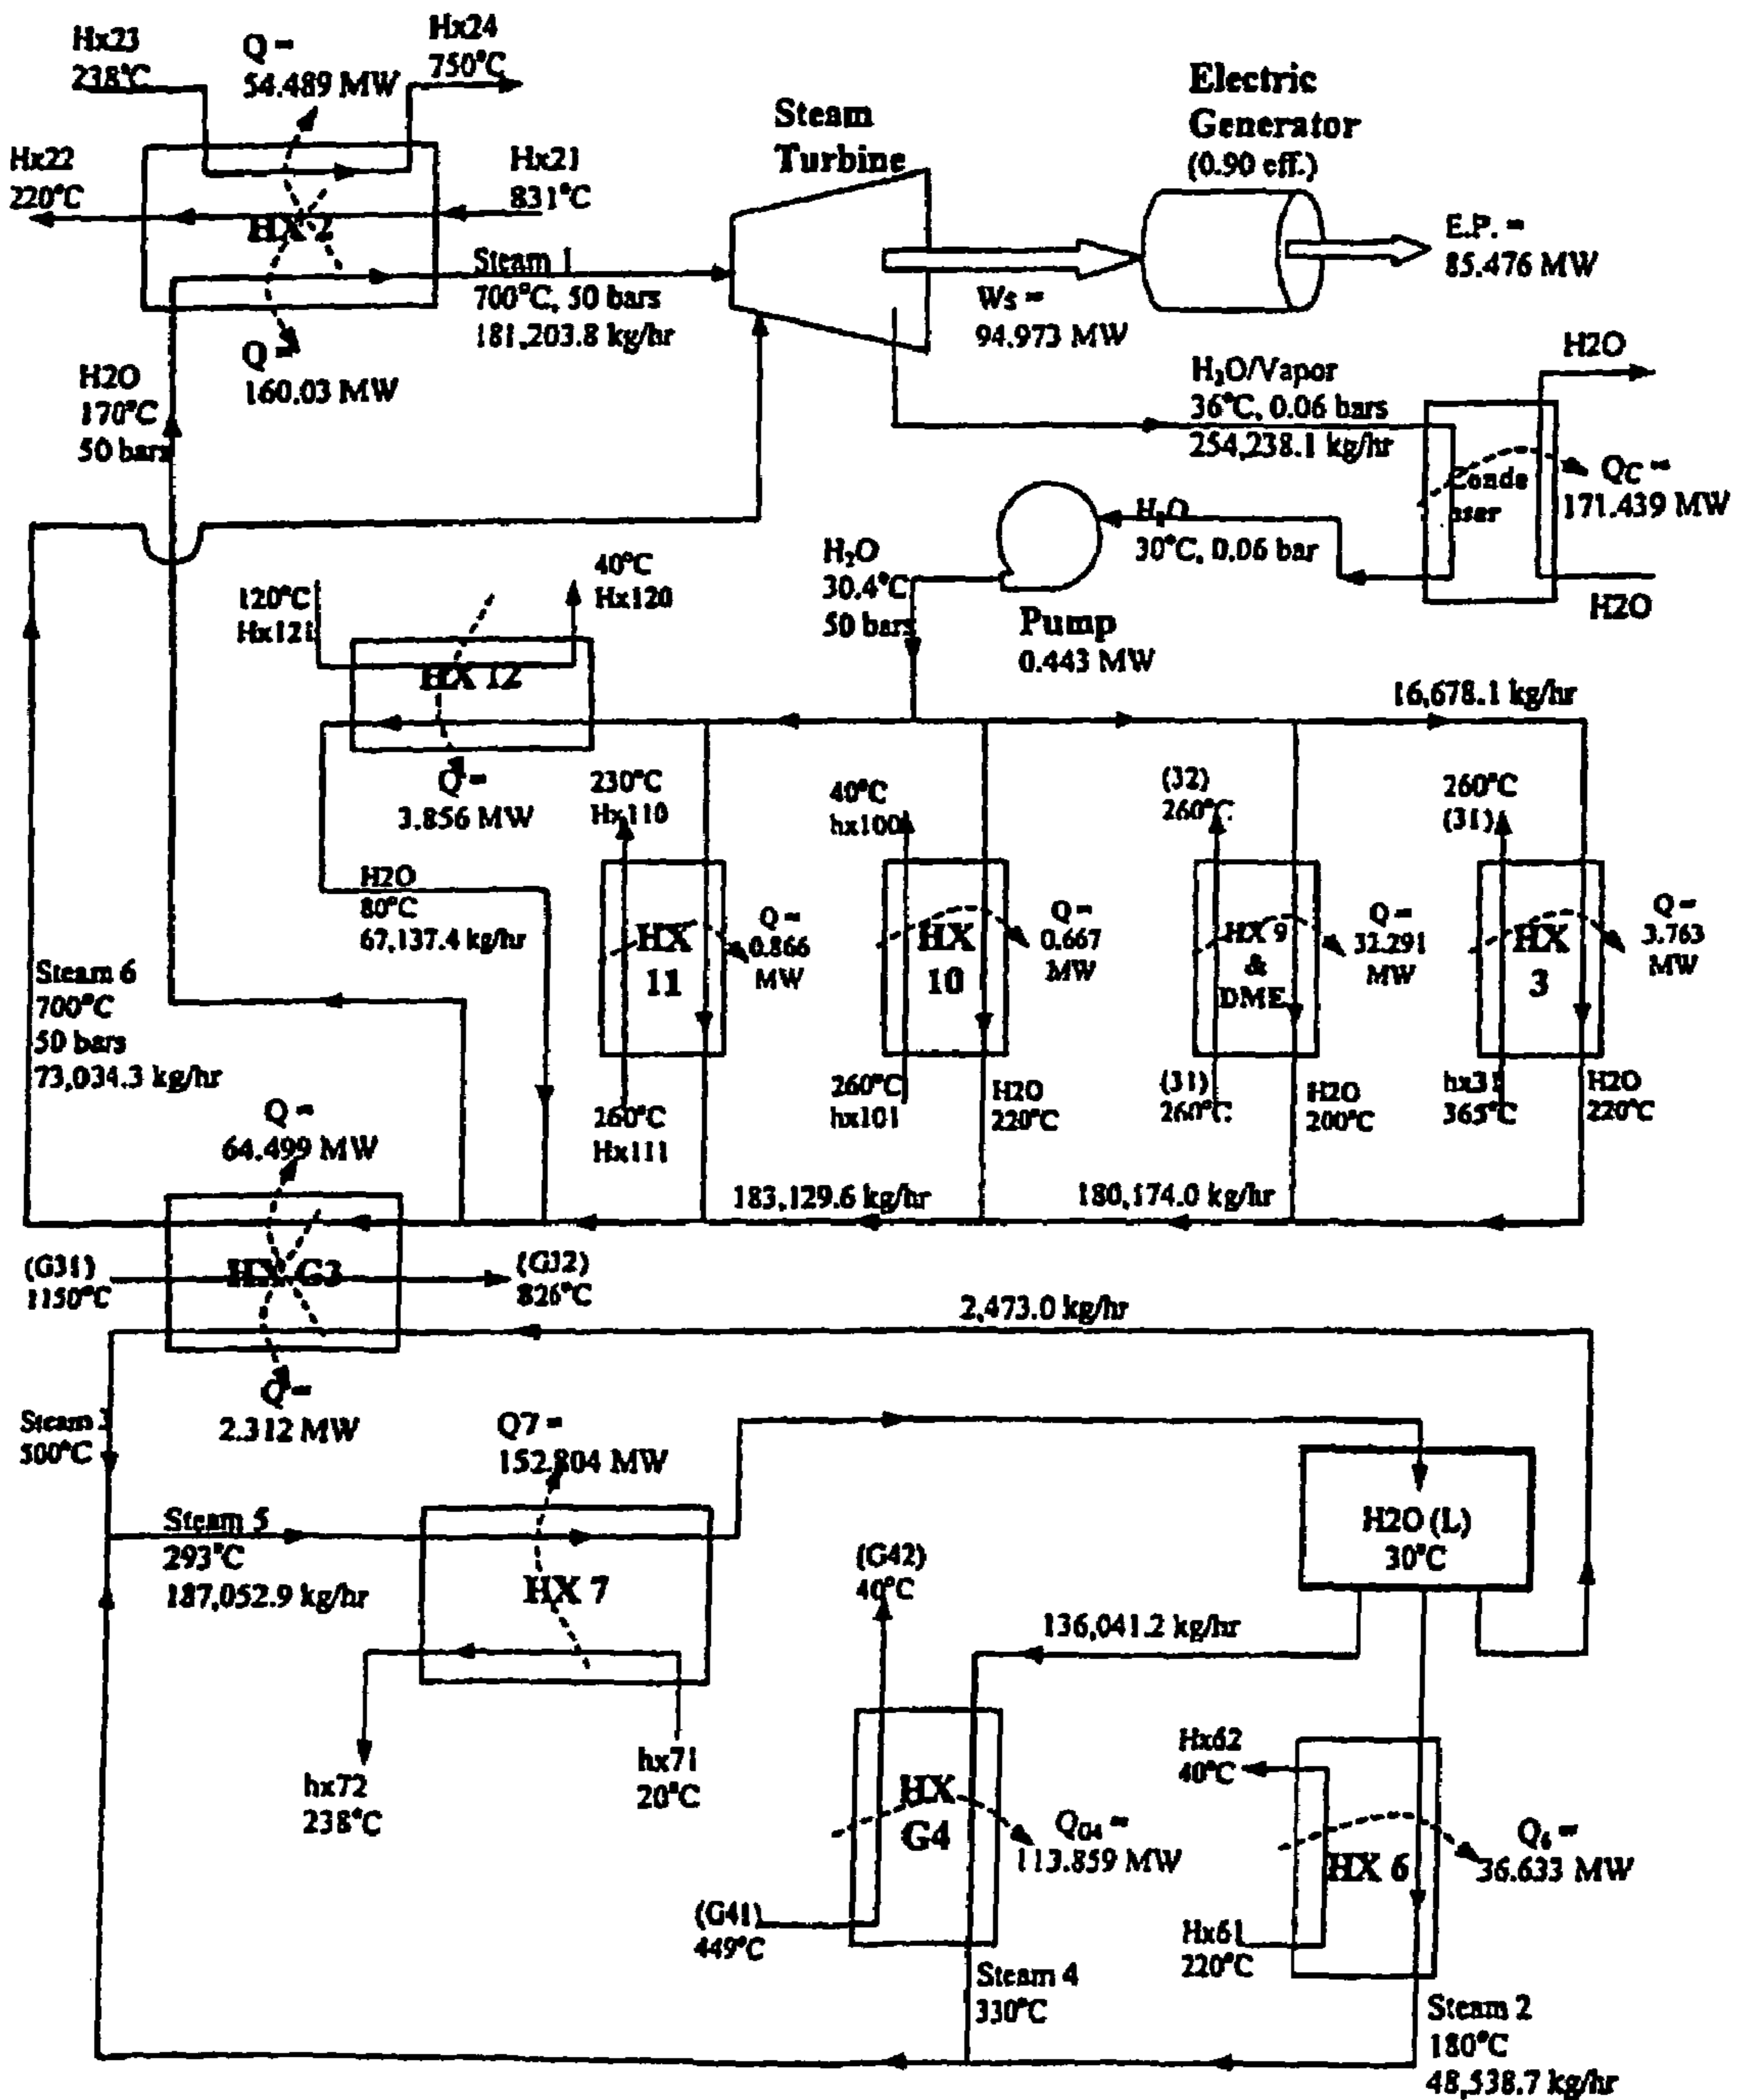 Hx23
238°C
Q =
54.489 MW
Hx24
750°C
Hx22
220°C
HX 2
Hx21
831°C
Steam 1
700°C, 50 bars
181,203.8 kg/hr
Q =
160.03 MW
H2O
170°C
50 bars
Steam
Turbine
Electric
Generator
(0.90 eff.)
Ws =
94.973 MW
E.P. =
85.476 MW
H2O
H₂O/Vapor
36°C, 0.06 bars
254,238.1 kg/hr
Conde
nser
QC =
171.439 MW
H₂O
30°C, 0.06 bar
H2O
H₂O
30.4°C
50 bars
Pump
0.443 MW
120°C
Hx121
40°C
Hx120
HX 12
Q =
3.856 MW
H2O
80°C
67,137.4 kg/hr
16,678.1 kg/hr
230°C
Hx110
HX
11
Q =
0.866
MW
260°C
Hx111
40°C
hx100
HX
10
Q =
0.667
MW
260°C
hx101
H2O
220°C
(32)
260°C
HX 9
&
DME
Q =
32.291
MW
(31)
260°C
H2O
200°C
260°C
(31)
HX
3
Q =
3.763
MW
hx31
365°C
H2O
220°C
Steam 6
700°C
50 bars
73,034.3 kg/hr
183,129.6 kg/hr
180,174.0 kg/hr
Q =
64.499 MW
(G31)
1150°C
HX G3
(G32)
826°C
2,473.0 kg/hr
Q =
2.312 MW
Steam 3
500°C
Q7 =
152.804 MW
Steam 5
293°C
187,052.9 kg/hr
HX 7
hx72
238°C
hx71
20°C
H2O (L)
30°C
136,041.2 kg/hr
(G42)
40°C
HX
G4
QG4 =
113.859 MW
(G41)
449°C
Steam 4
330°C
Hx62
40°C
HX 6
Q₆ =
36.633 MW
Hx61
220°C
Steam 2
180°C
48,538.7 kg/hr